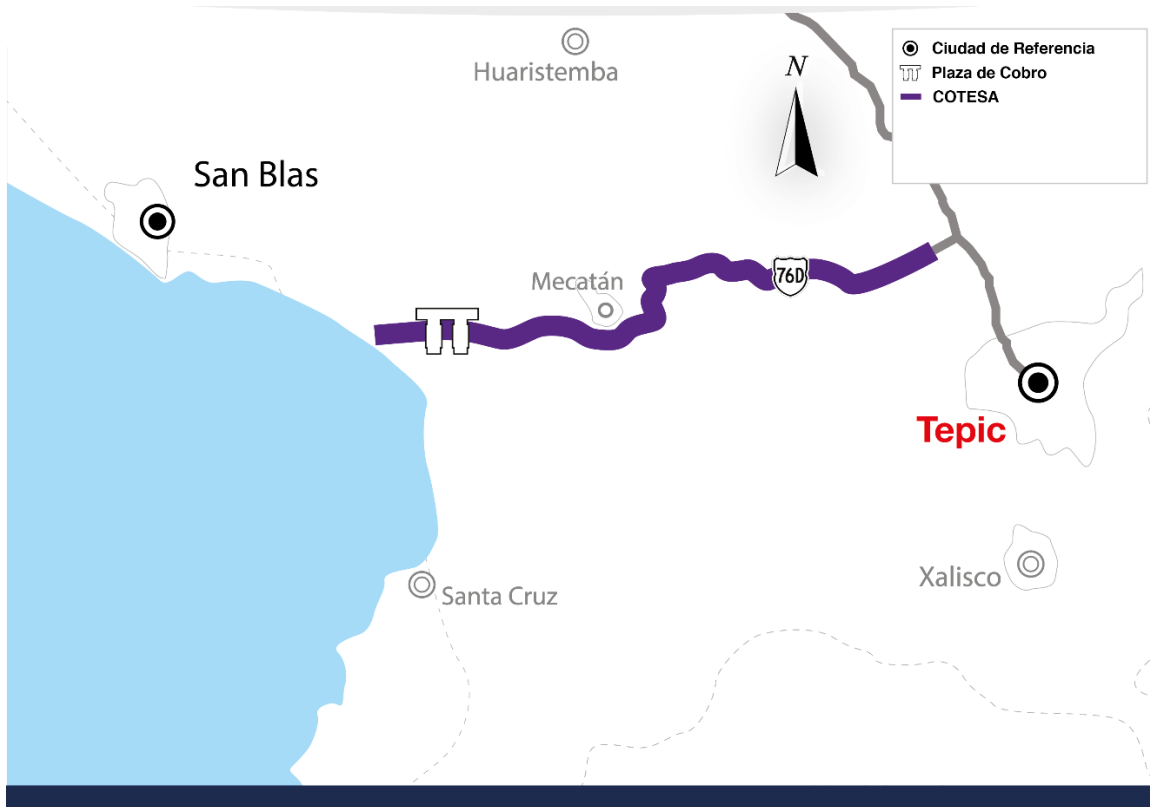 Huaristemba
N
Ciudad de Referencia
Plaza de Cobro
COTESA
San Blas
Mecatán
76D
Tepic
Xalisco
Santa Cruz